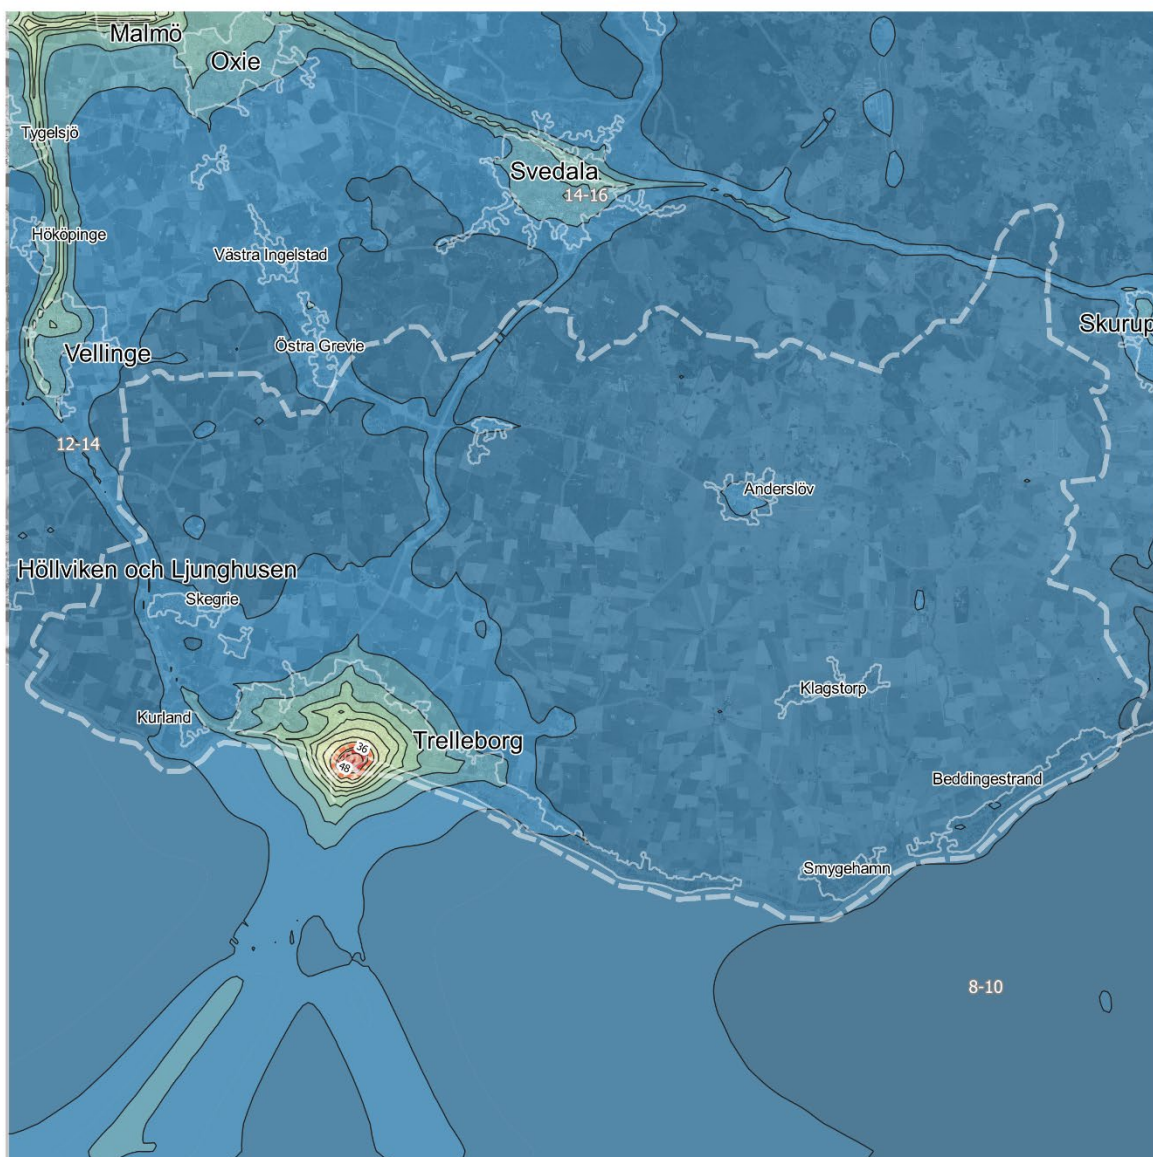 Malmö
Oxie
Tygelsjö
Svedala
14-16
Hököpinge
Västra Ingelstad
Skurup
Östra Grevie
Vellinge
12-14
Anderslöv
Höllviken och Ljunghusen
Skegrie
Klagstorp
Kurland
Trelleborg
36
48
Beddingestrand
Smygehamn
8-10